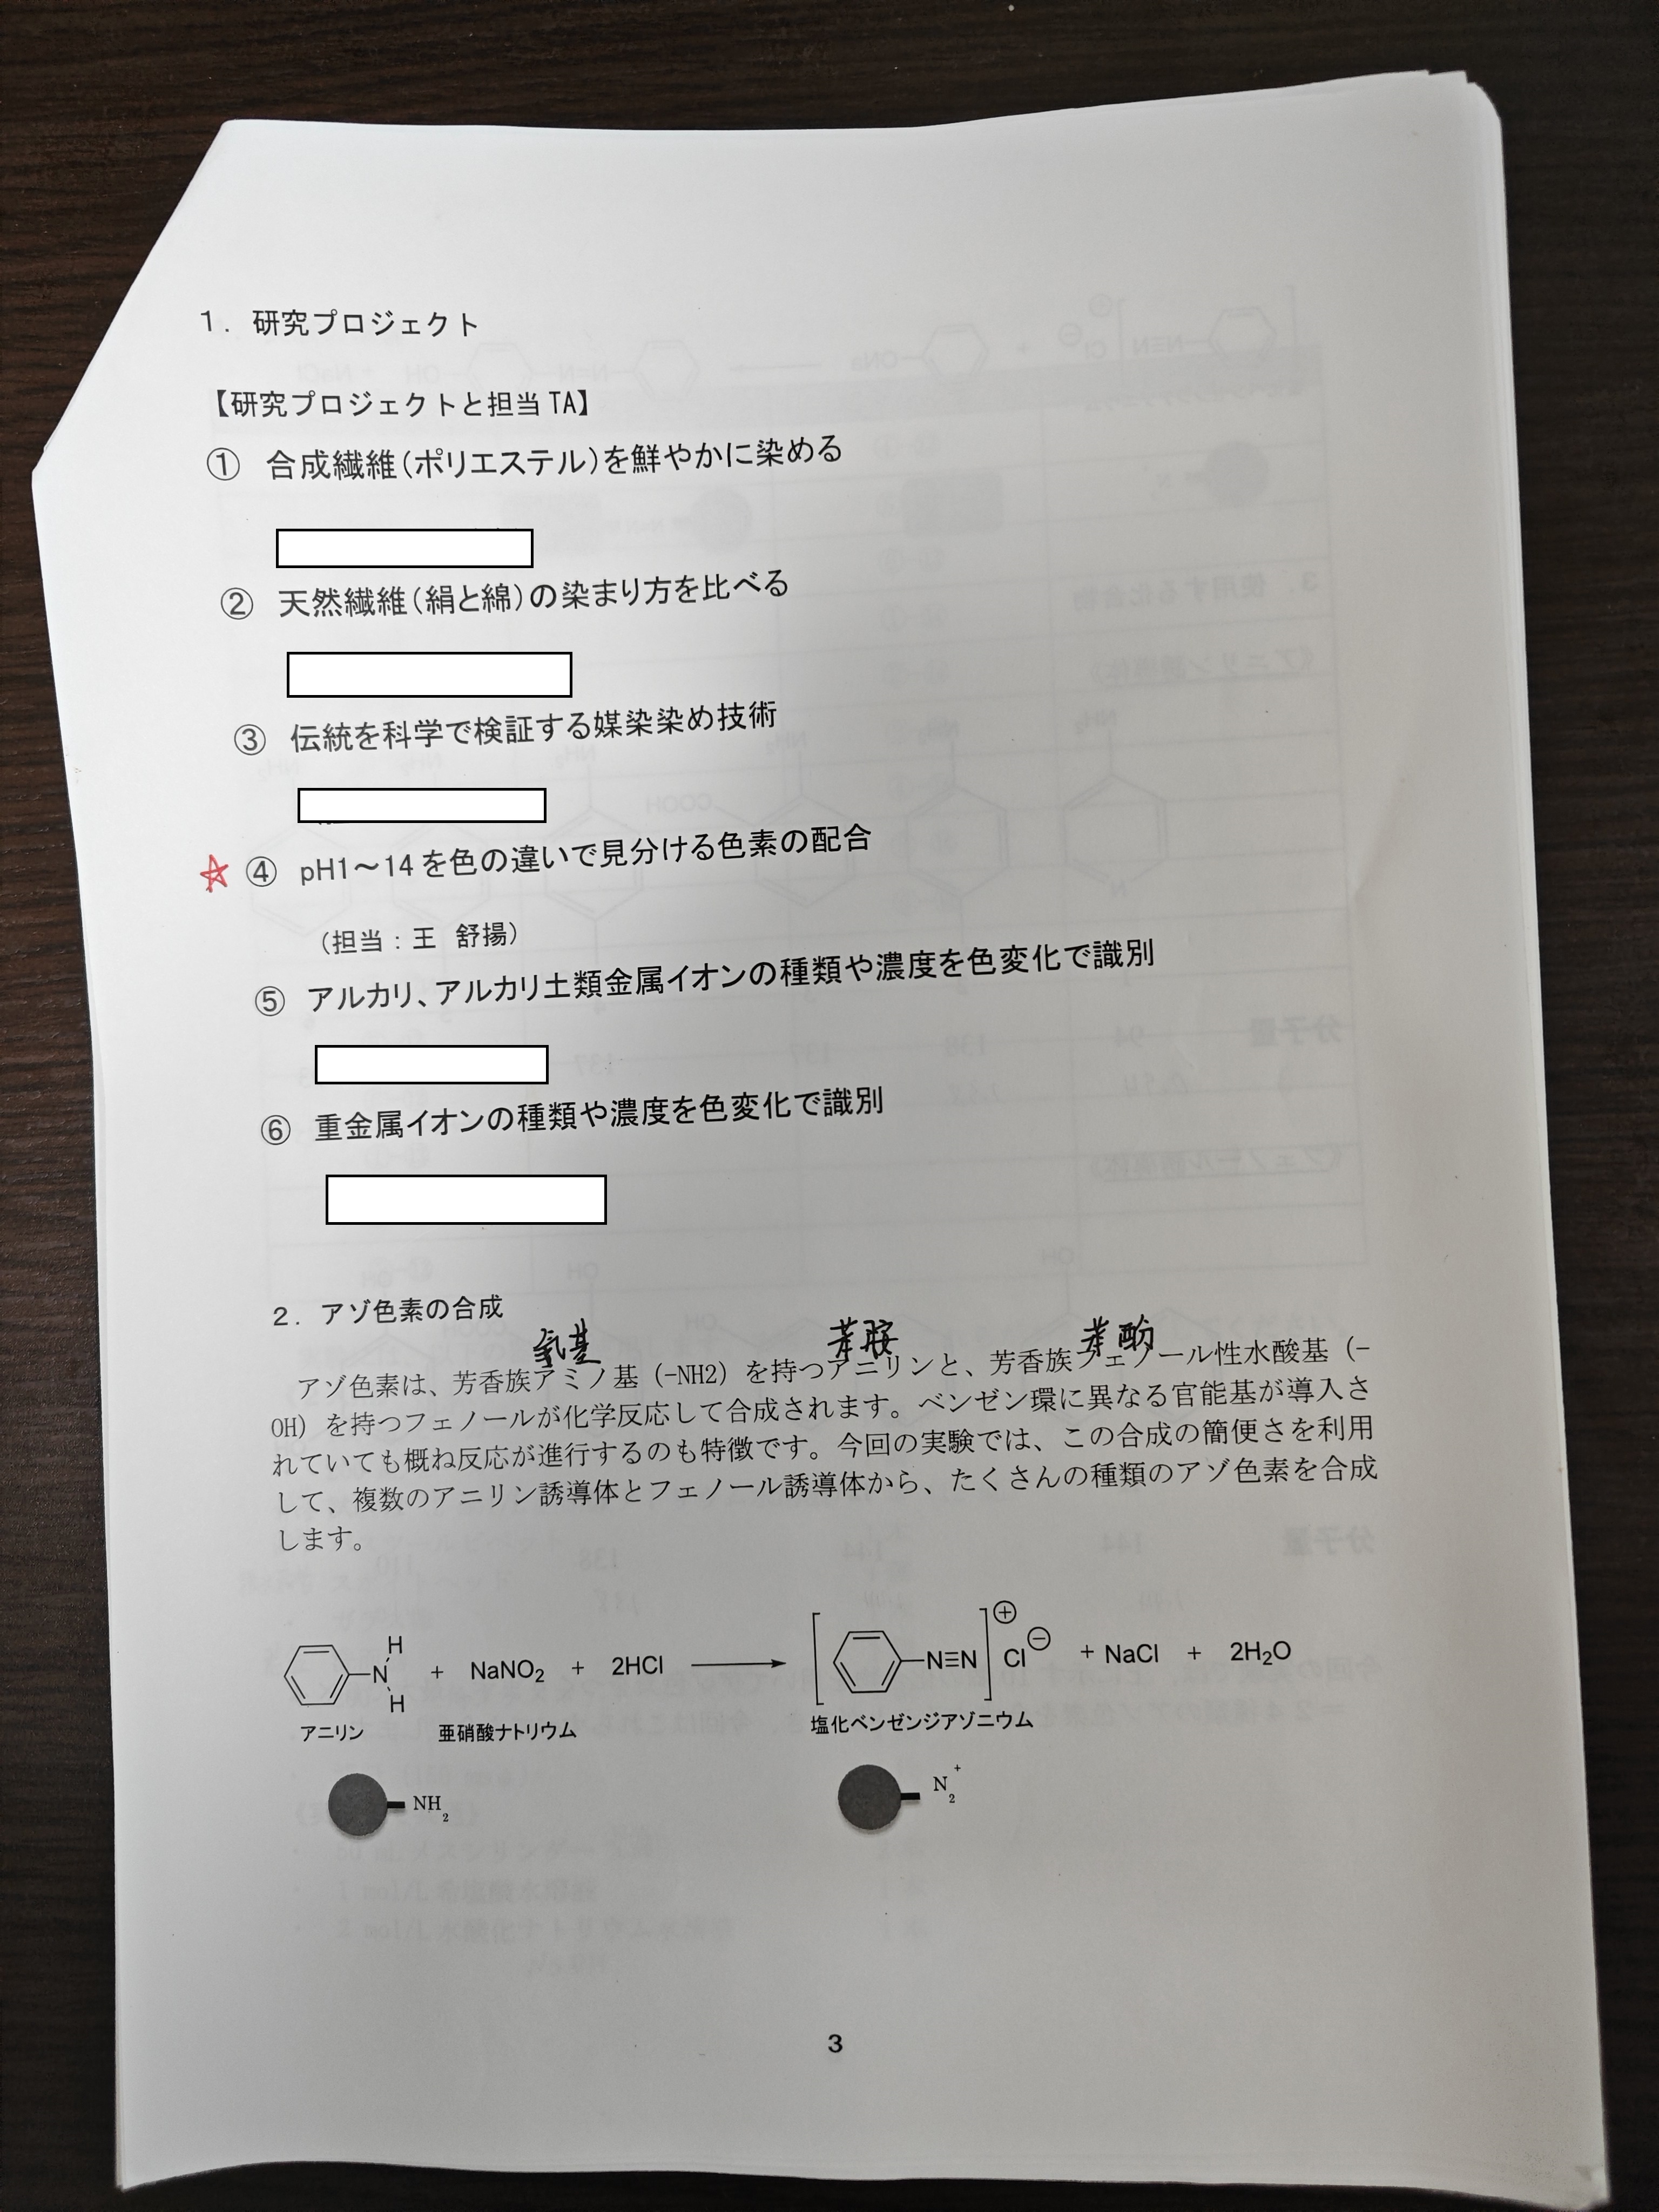 1. 研究プロジェクト
【研究プロジェクトと担当 TA】
① 合成繊維(ポリエステル)を鮮やかに染める
② 天然繊維(絹と綿)の染まり方を比べる
③ 伝統を科学で検証する媒染染め技術
☆ ④ pH1~14 を色の違いで見分ける色素の配合
(担当:王 舒揚)
⑤ アルカリ、アルカリ土類金属イオンの種類や濃度を色変化で識別
⑥ 重金属イオンの種類や濃度を色変化で識別
2. アゾ色素の合成
氨基 苯胺 苯酚
アゾ色素は、芳香族アミノ基(-NH2)を持つアニリンと、芳香族フェノール性水酸基(-
OH)を持つフェノールが化学反応して合成されます。ベンゼン環に異なる官能基が導入さ
れていても概ね反応が進行するのも特徴です。今回の実験では、この合成の簡便さを利用
して、複数のアニリン誘導体とフェノール誘導体から、たくさんの種類のアゾ色素を合成
します。
N H H + NaNO₂ + 2HCl → [N≡N]⊕ Cl⊖ + NaCl + 2H₂O
アニリン 亜硝酸ナトリウム 塩化ベンゼンジアゾニウム
NH₂ N₂⁺
3